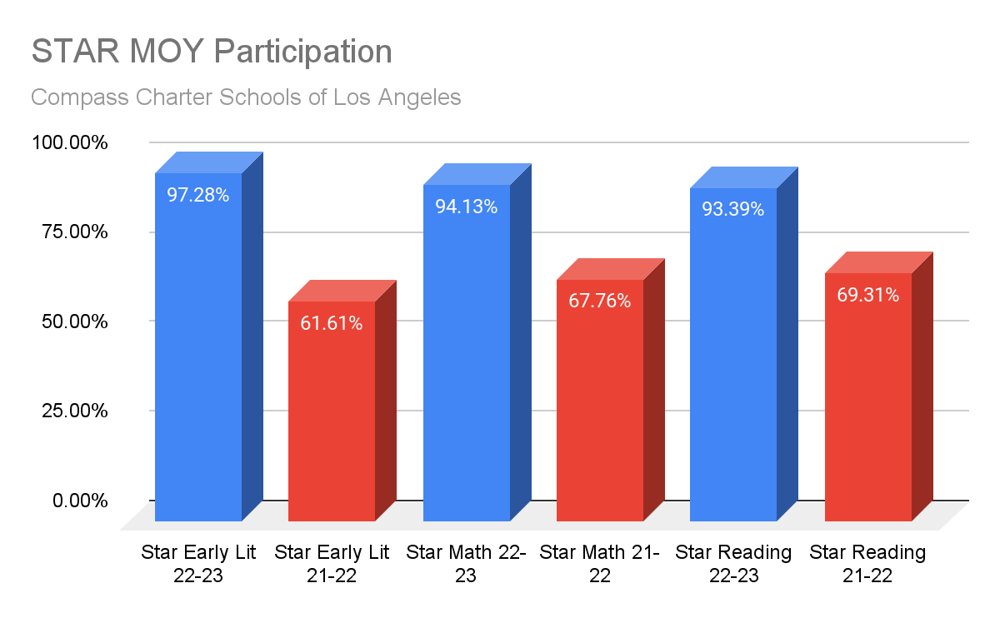 STAR MOY Participation
Compass Charter Schools of Los Angeles
100.00%
75.00%
50.00%
25.00%
0.00%
97.28%
61.61%
94.13%
67.76%
93.39%
69.31%
Star Early Lit
22-23
Star Early Lit
21-22
Star Math 22-
23
Star Math 21-
22
Star Reading
22-23
Star Reading
21-22